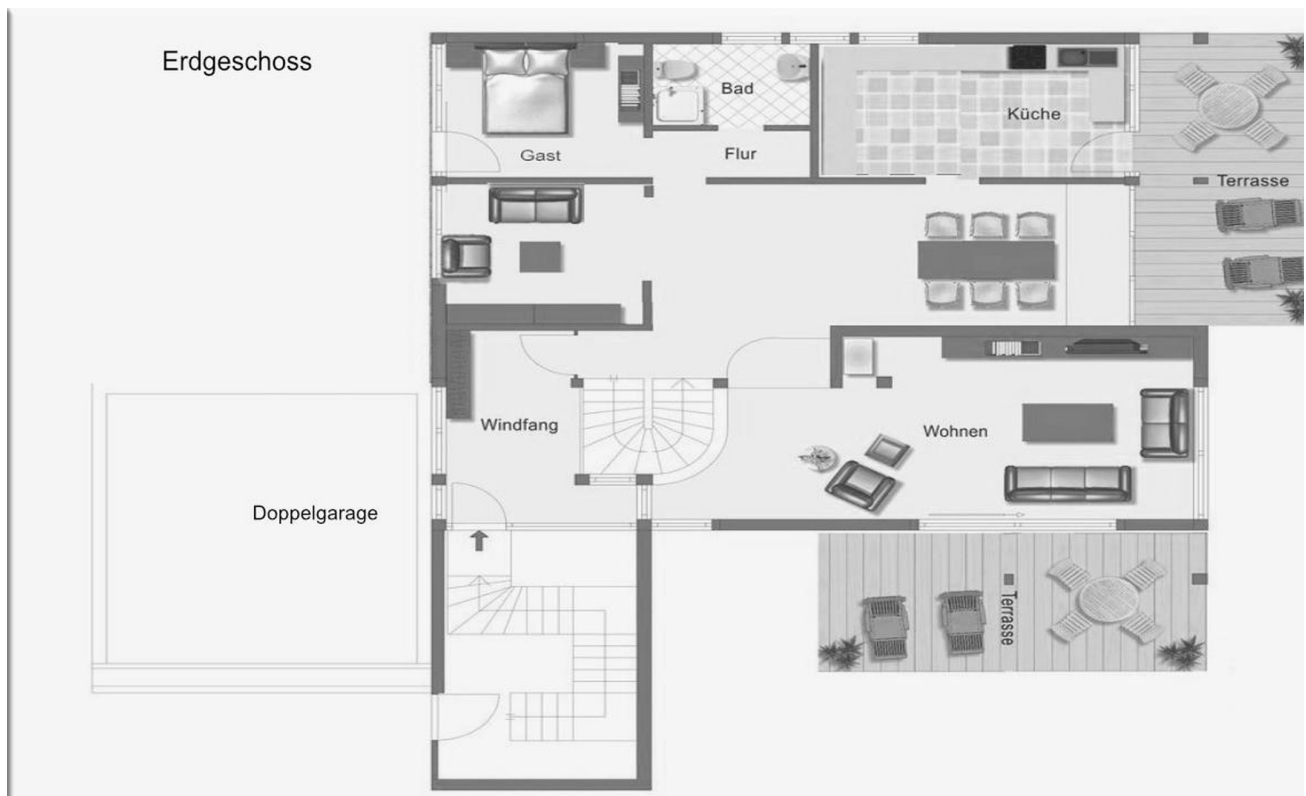 Erdgeschoss
Bad
Küche
Gast
Flur
Terrasse
Windfang
Wohnen
Doppelgarage
Terrasse